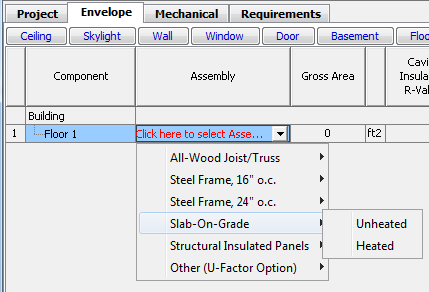 Project Envelope Mechanical Requirements
Ceiling Skylight Wall Window Door Basement
Component Assembly Gross Area Cavi
Insula
R-Val
Building
1 Floor 1 Click here to select Asse... 0 ft2
All-Wood Joist/Truss
Steel Frame, 16" o.c.
Steel Frame, 24" o.c.
Slab-On-Grade
Unheated
Structural Insulated Panels
Heated
Other (U-Factor Option)